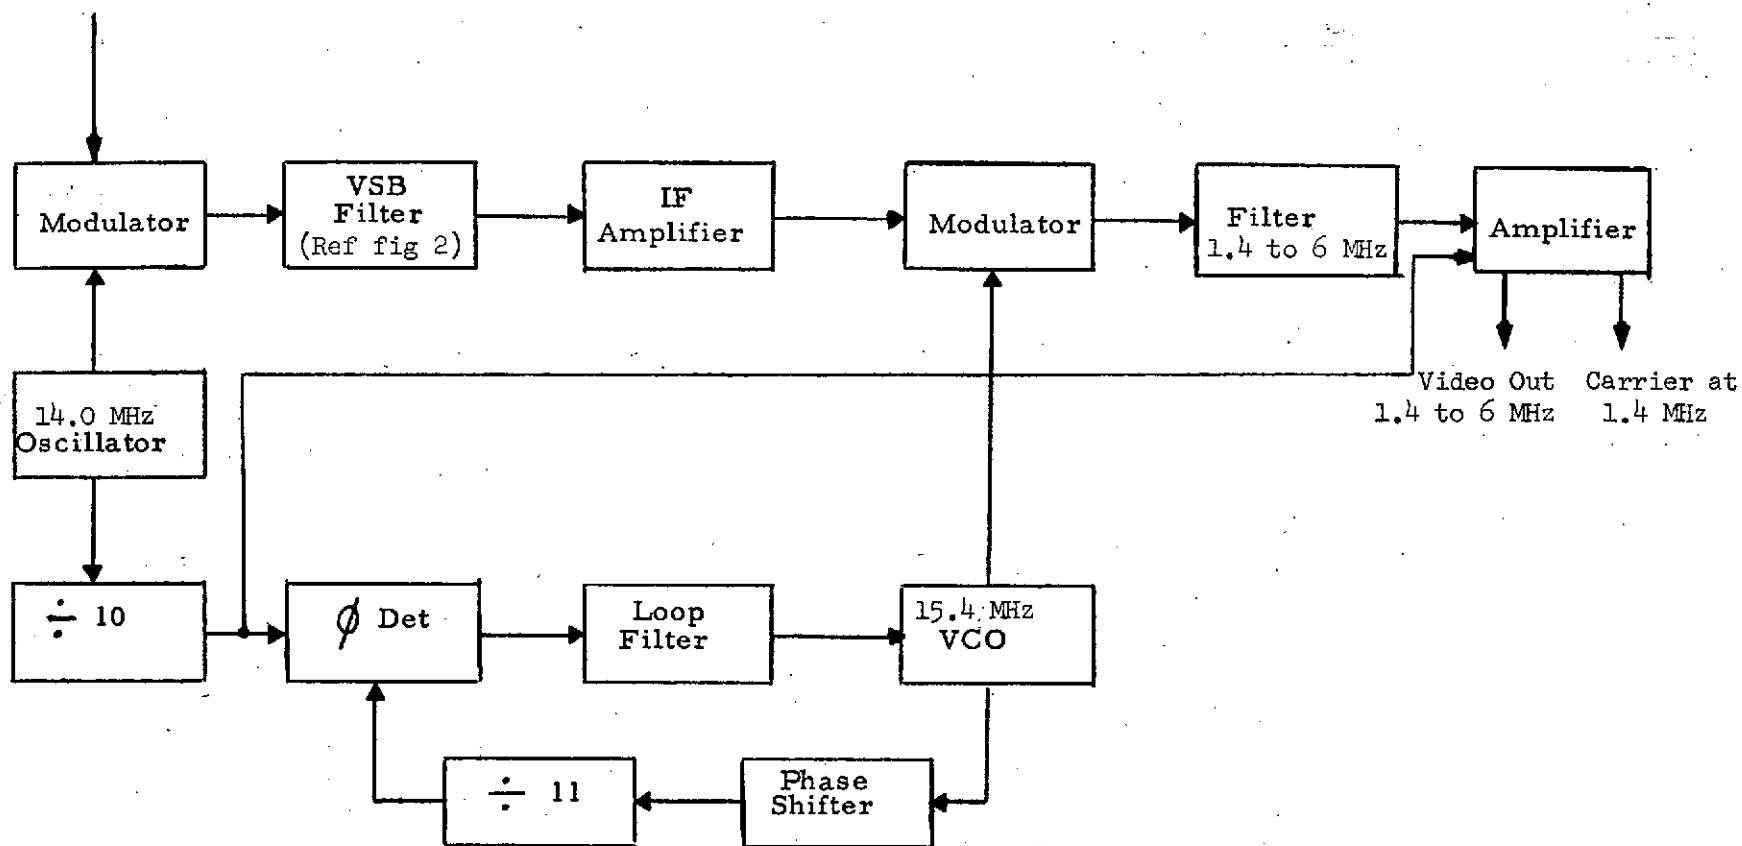 Modulator
VSB
Filter
(Ref fig 2)
IF
Amplifier
Modulator
Filter
1.4 to 6 MHz
Amplifier
14.0 MHz
Oscillator
Video Out
1.4 to 6 MHz
Carrier at
1.4 MHz
÷ 10
ϕ Det
Loop
Filter
15.4 MHz
VCO
÷ 11
Phase
Shifter